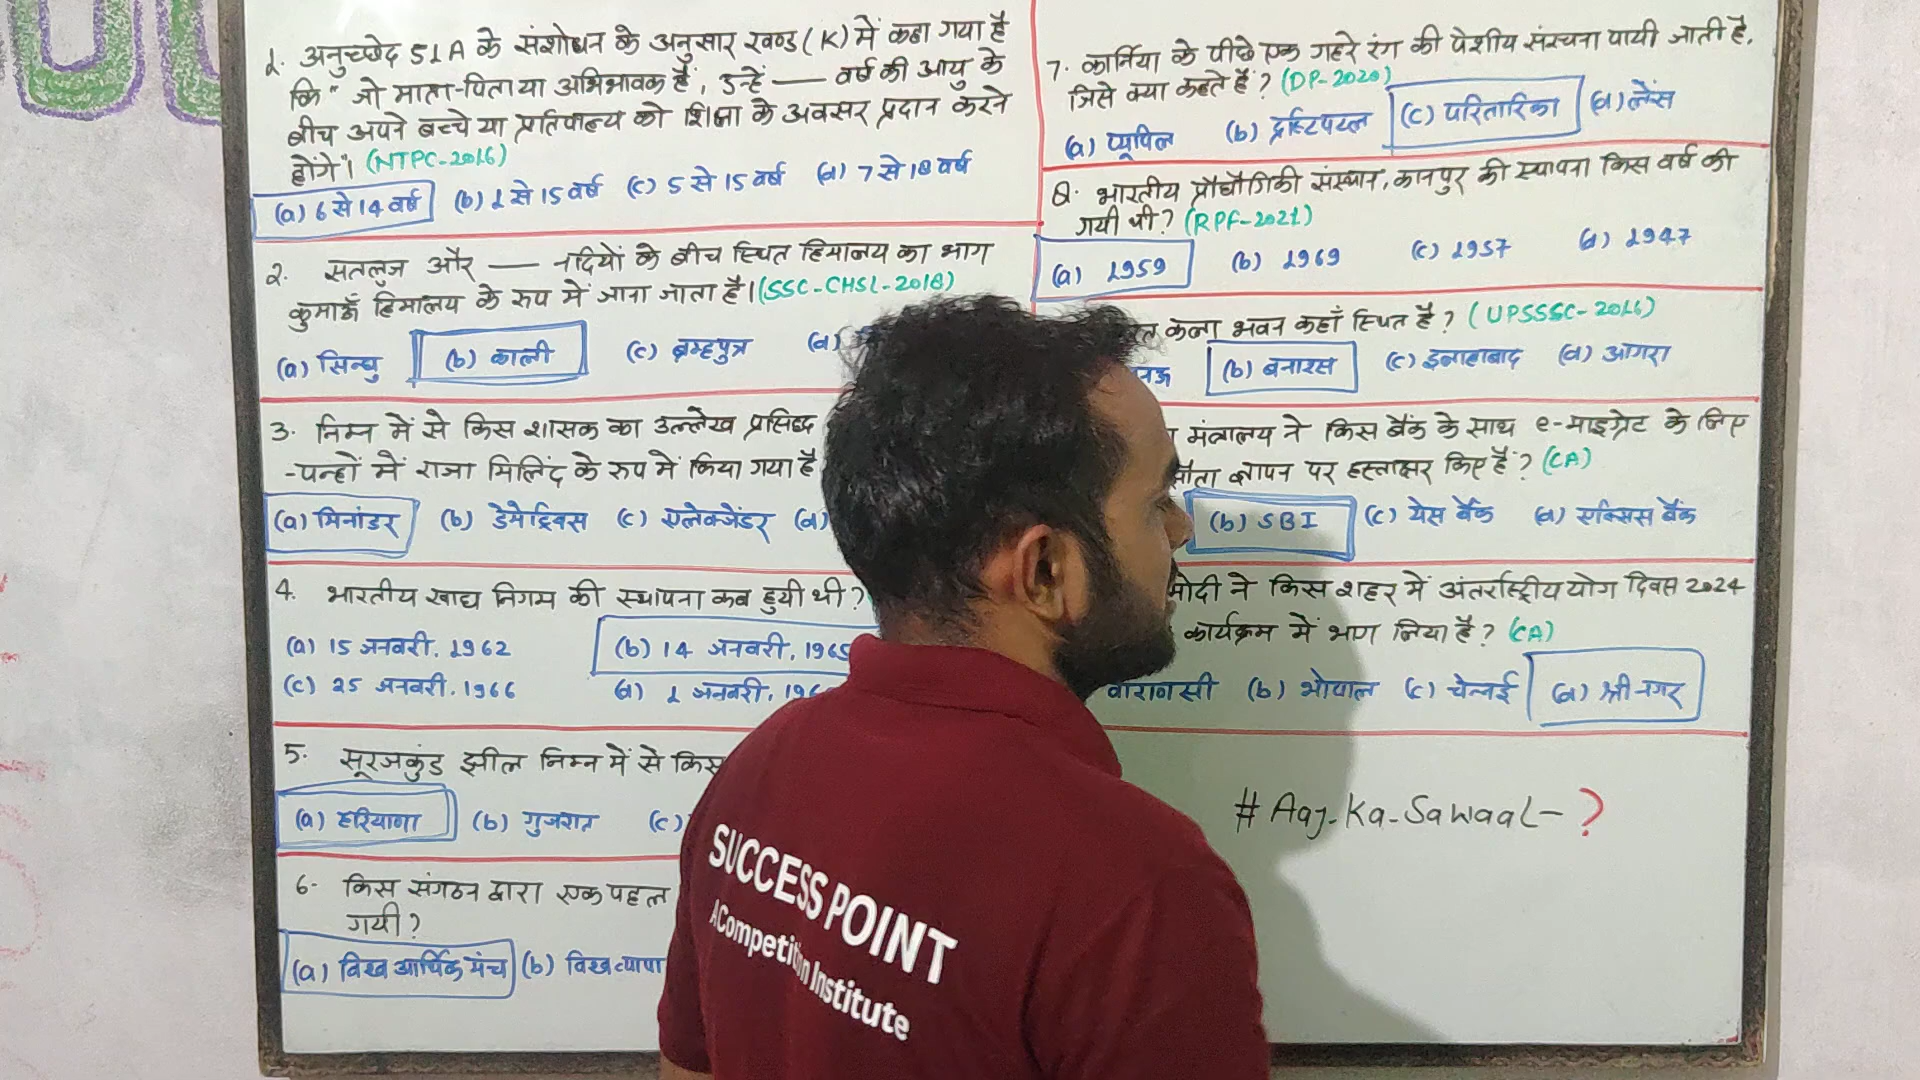 1. अनुच्छेद 51A के संशोधन के अनुसार खण्ड (K) में कहा गया है
कि "जो माता-पिता या अभिभावक हैं, उन्हें —— वर्ष की आयु के
बीच अपने बच्चे या प्रतिपाल्य को शिक्षा के अवसर प्रदान करने
होंगे"। (NTPC-2016)
(a) 6 से 14 वर्ष (b) 1 से 15 वर्ष (c) 5 से 15 वर्ष (d) 7 से 18 वर्ष
2. सतलुज और —— नदियों के बीच स्थित हिमालय का भाग
कुमाऊँ हिमालय के रुप में जाना जाता है। (SSC-CHSL-2018)
(a) सिन्धु (b) काली (c) ब्रम्हपुत्र (d)
3. निम्न में से किस शासक का उल्लेख प्रसिद्ध
-पन्हों में राजा मिलिंद के रुप में किया गया है
(a) मिनांडर (b) डेमेट्रियस (c) एलेक्जेंडर (d)
4. भारतीय खाद्य निगम की स्थापना कब हुयी थी?
(a) 15 जनवरी, 1962 (b) 14 जनवरी, 1965
(c) 25 जनवरी, 1966 (d) 1 जनवरी, 196
5. सूरजकुंड झील निम्न में से किस
(a) हरियाणा (b) गुजरात (c)
6- किस संगठन द्वारा एक पहल
गयी?
(a) विश्व आर्थिक मंच (b) विश्व व्यापा
7. कार्निया के पीछे एक गहरे रंग की पेशीय संरचना पायी जाती है,
जिसे क्या कहते हैं? (DP-2020)
(a) प्यूपिल (b) दृष्टिपटल (c) परितारिका (d) लेंस
8. भारतीय प्रौद्योगिकी संस्थान, कानपुर की स्थापना किस वर्ष की
गयी थी? (RPF-2021)
(a) 1959 (b) 1969 (c) 1957 (d) 1947
कला भवन कहाँ स्थित है? (UPSSSC-2016)
(b) बनारस (c) इलाहाबाद (d) आगरा
मंत्रालय ने किस बैंक के साथ e-माइग्रेट के लिए
ज्ञापन पर हस्ताक्षर किए हैं? (CA)
(b) SBI (c) येस बैंक (d) एक्सिस बैंक
मोदी ने किस शहर में अंतर्राष्ट्रीय योग दिवस 2024
कार्यक्रम में भाग लिया है? (CA)
वाराणसी (b) भोपाल (c) चेन्नई (d) श्रीनगर
#Aaj-Ka-Sawaal-?
SUCCESS POINT
A Competition Institute